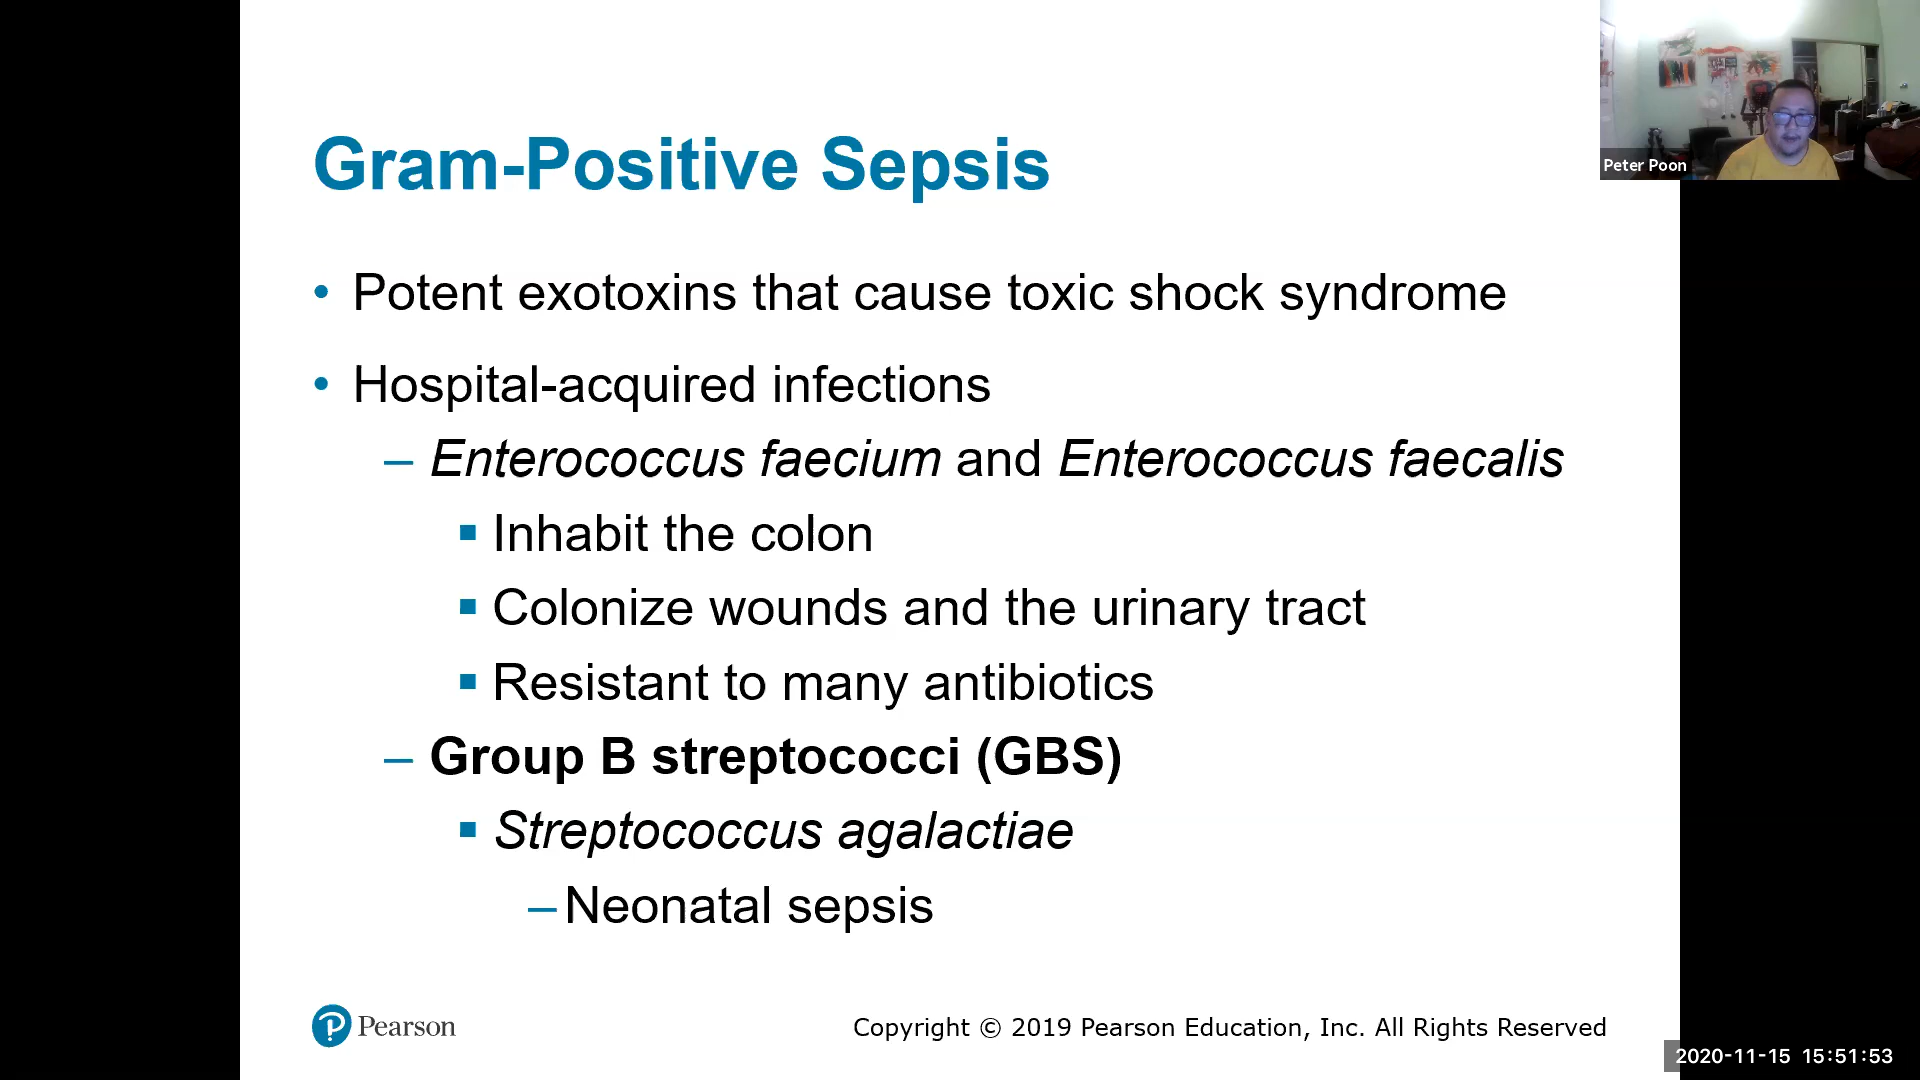 Peter Poon
Gram-Positive Sepsis
• Potent exotoxins that cause toxic shock syndrome
• Hospital-acquired infections
– Enterococcus faecium and Enterococcus faecalis
▪ Inhabit the colon
▪ Colonize wounds and the urinary tract
▪ Resistant to many antibiotics
– Group B streptococci (GBS)
▪ Streptococcus agalactiae
– Neonatal sepsis
Pearson
Copyright © 2019 Pearson Education, Inc. All Rights Reserved
2020-11-15 15:51:53